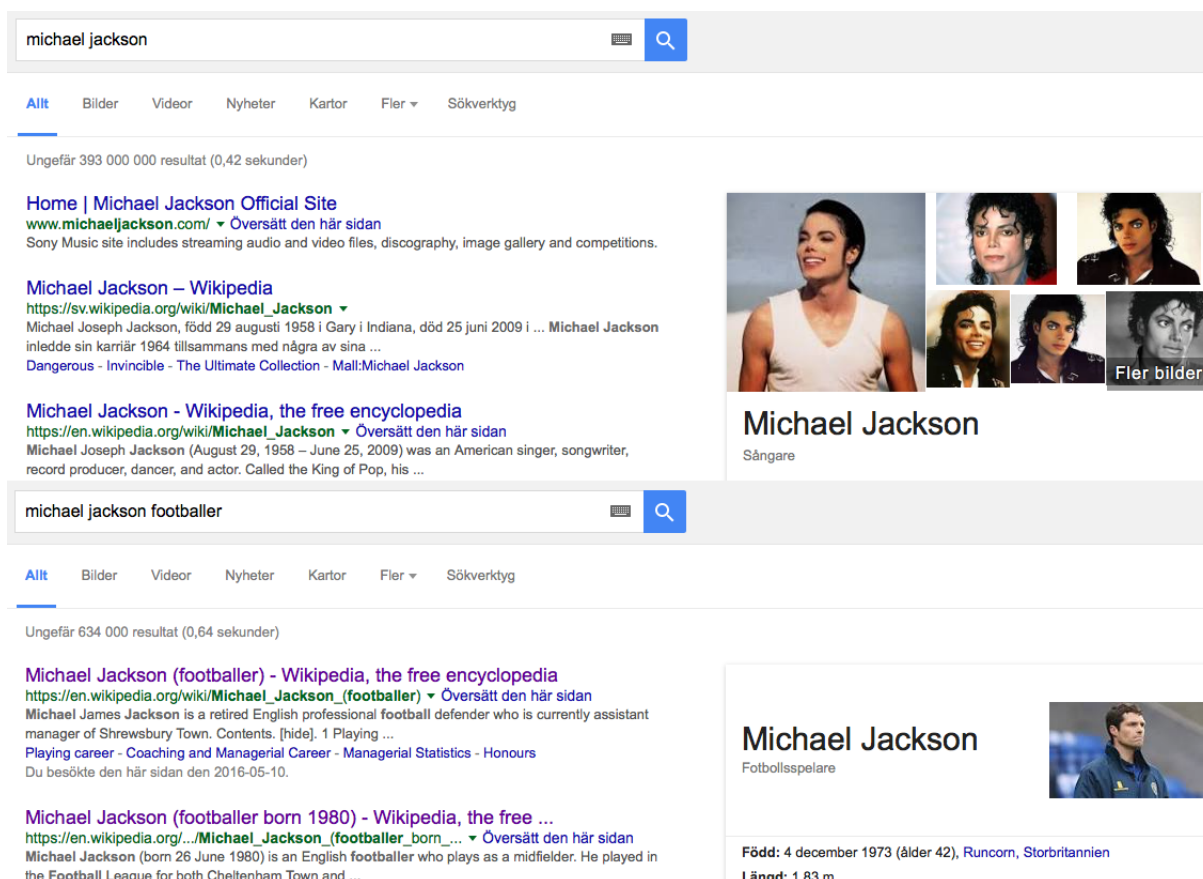 michael jackson
Allt Bilder Videor Nyheter Kartor Fler Sökverktyg
Ungefär 393 000 000 resultat (0,42 sekunder)
Home | Michael Jackson Official Site
www.michaeljackson.com/ Översätt den här sidan
Sony Music site includes streaming audio and video files, discography, image gallery and competitions.
Michael Jackson – Wikipedia
https://sv.wikipedia.org/wiki/Michael_Jackson
Michael Joseph Jackson, född 29 augusti 1958 i Gary i Indiana, död 25 juni 2009 i ... Michael Jackson
inledde sin karriär 1964 tillsammans med några av sina ...
Dangerous - Invincible - The Ultimate Collection - Mall:Michael Jackson
Michael Jackson - Wikipedia, the free encyclopedia
https://en.wikipedia.org/wiki/Michael_Jackson Översätt den här sidan
Michael Joseph Jackson (August 29, 1958 – June 25, 2009) was an American singer, songwriter,
record producer, dancer, and actor. Called the King of Pop, his ...
Fler bilder
Michael Jackson
Sångare
michael jackson footballer
Allt Bilder Videor Nyheter Kartor Fler Sökverktyg
Ungefär 634 000 resultat (0,64 sekunder)
Michael Jackson (footballer) - Wikipedia, the free encyclopedia
https://en.wikipedia.org/wiki/Michael_Jackson_(footballer) Översätt den här sidan
Michael James Jackson is a retired English professional football defender who is currently assistant
manager of Shrewsbury Town. Contents. [hide]. 1 Playing ...
Playing career - Coaching and Managerial Career - Managerial Statistics - Honours
Du besökte den här sidan den 2016-05-10.
Michael Jackson (footballer born 1980) - Wikipedia, the free ...
https://en.wikipedia.org/.../Michael_Jackson_(footballer_born_... Översätt den här sidan
Michael Jackson (born 26 June 1980) is an English footballer who plays as a midfielder. He played in
the Football League for both Cheltenham Town and ...
Michael Jackson
Fotbollsspelare
Född: 4 december 1973 (ålder 42), Runcorn, Storbritannien
Längd: 1,83 m